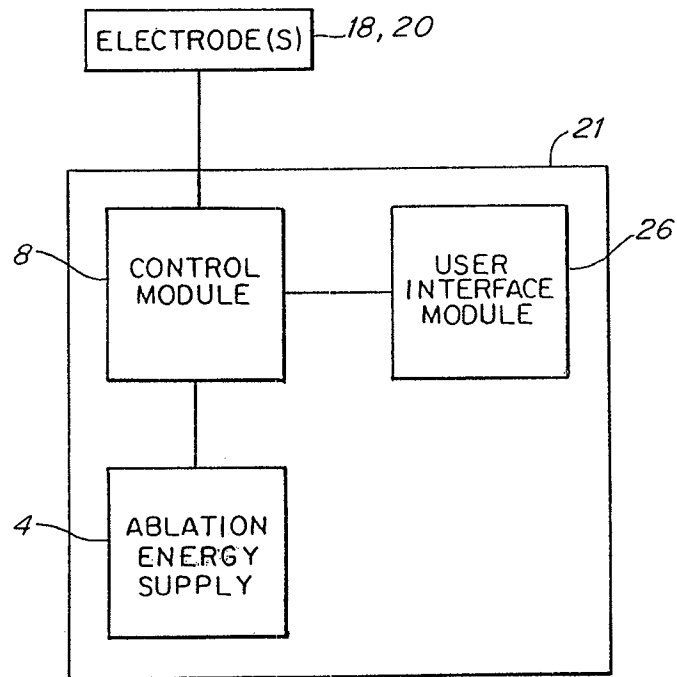 ELECTRODE(S)
18, 20
21
8
CONTROL
MODULE
USER
INTERFACE
MODULE
26
4
ABLATION
ENERGY
SUPPLY